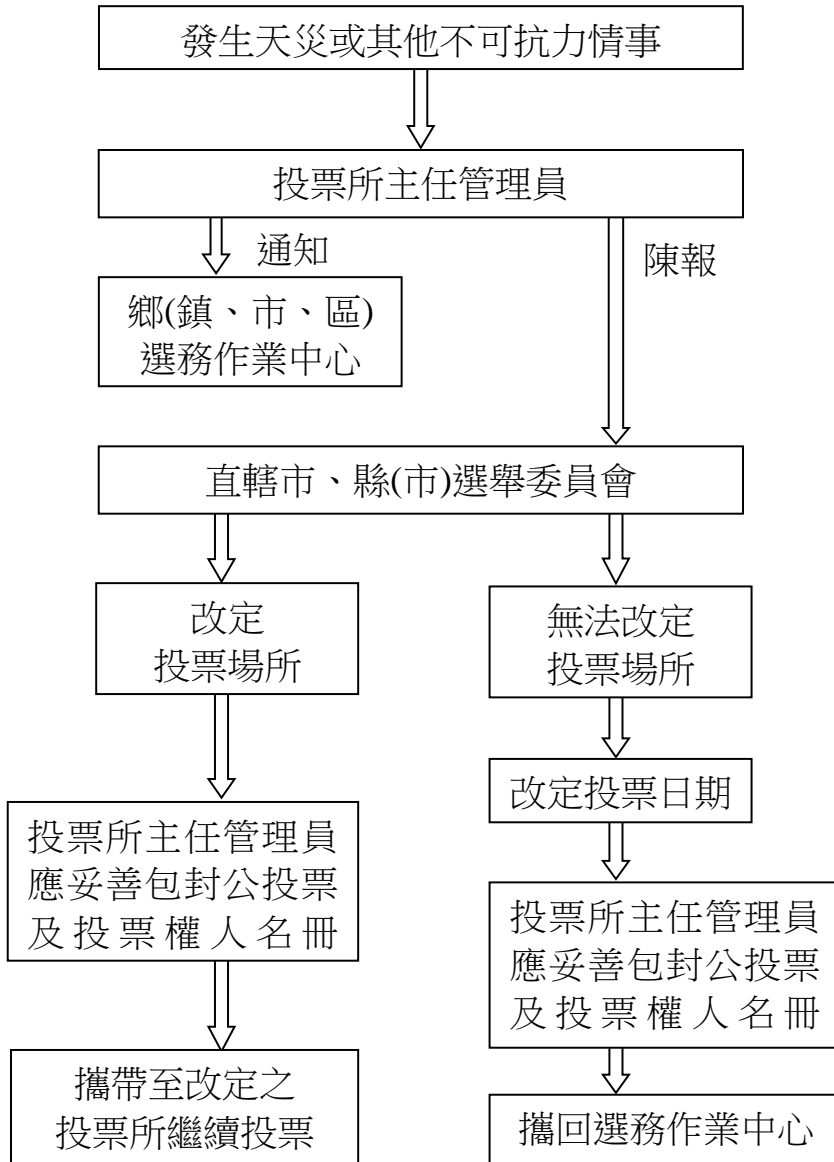 發生天災或其他不可抗力情事
投票所主任管理員
通知
陳報
鄉(鎮、市、區)
選務作業中心
直轄市、縣(市)選舉委員會
改定
投票場所
無法改定
投票場所
改定投票日期
投票所主任管理員
應妥善包封公投票
及投票權人名冊
投票所主任管理員
應妥善包封公投票
及投票權人名冊
攜帶至改定之
投票所繼續投票
攜回選務作業中心